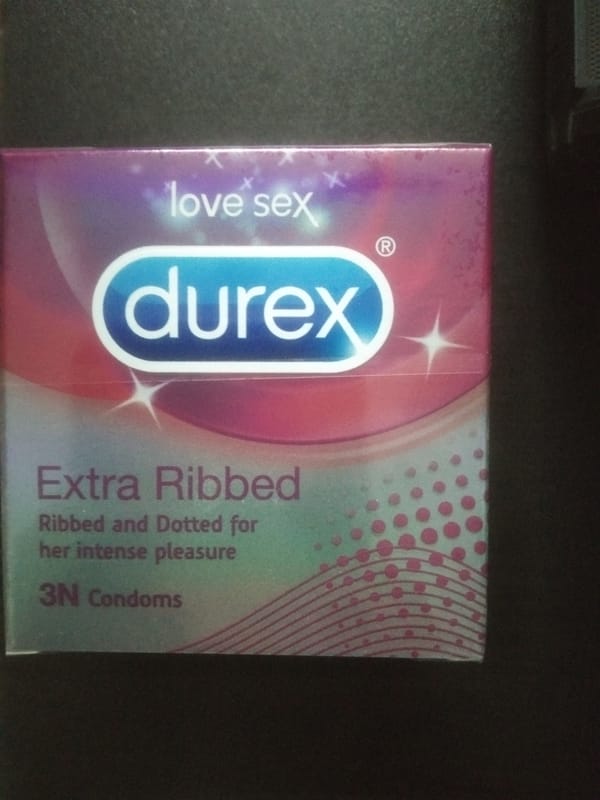 love sex
durex®
Extra Ribbed
Ribbed and Dotted for
her intense pleasure
3N Condoms